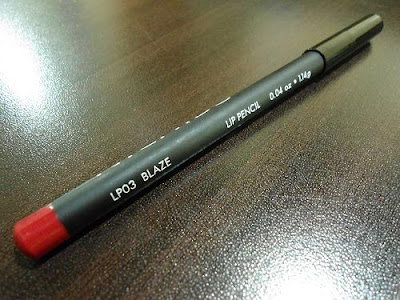 LP03 BLAZE
LIP PENCIL
0.04 oz • 1.14g